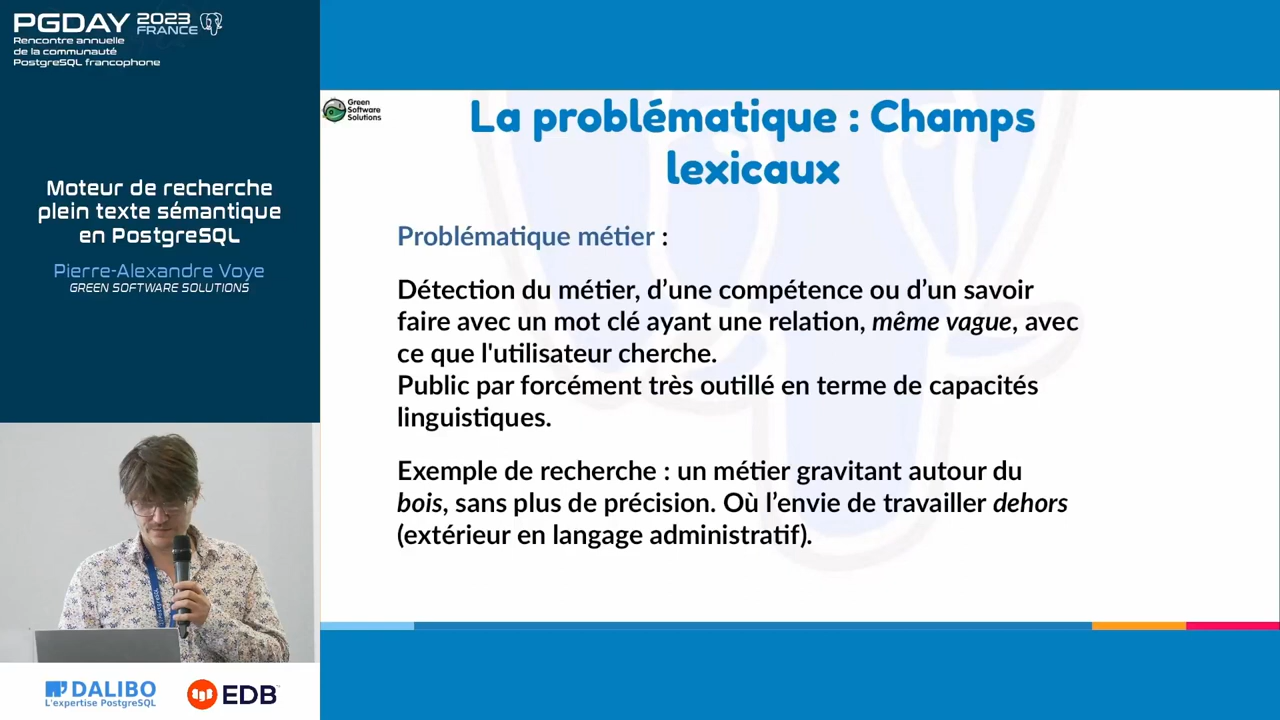 PGDAY 2023 FRANCE
Rencontre annuelle
de la communauté
PostgreSQL francophone
Moteur de recherche
plein texte sémantique
en PostgreSQL
Pierre-Alexandre Voye
GREEN SOFTWARE SOLUTIONS
DALIBO
L'expertise PostgreSQL
EDB
Green
Software
Solutions
La problématique : Champs
lexicaux
Problématique métier :
Détection du métier, d’une compétence ou d’un savoir
faire avec un mot clé ayant une relation, même vague, avec
ce que l'utilisateur cherche.
Public par forcément très outillé en terme de capacités
linguistiques.
Exemple de recherche : un métier gravitant autour du
bois, sans plus de précision. Où l’envie de travailler dehors
(extérieur en langage administratif).